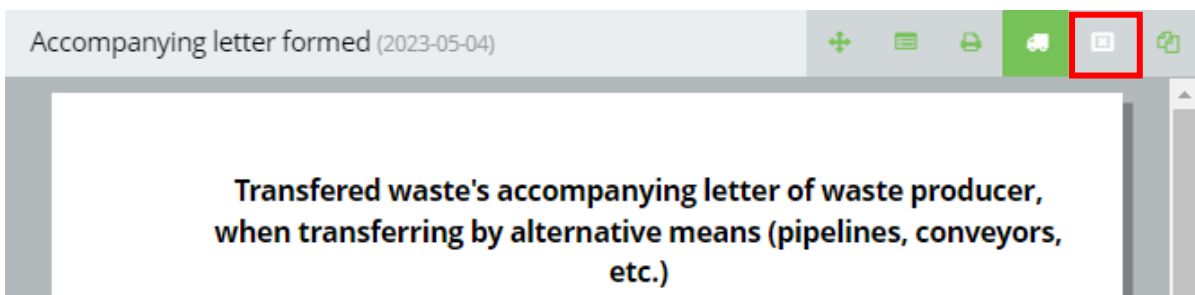 Accompanying letter formed (2023-05-04)
Transfered waste's accompanying letter of waste producer,
when transferring by alternative means (pipelines, conveyors,
etc.)